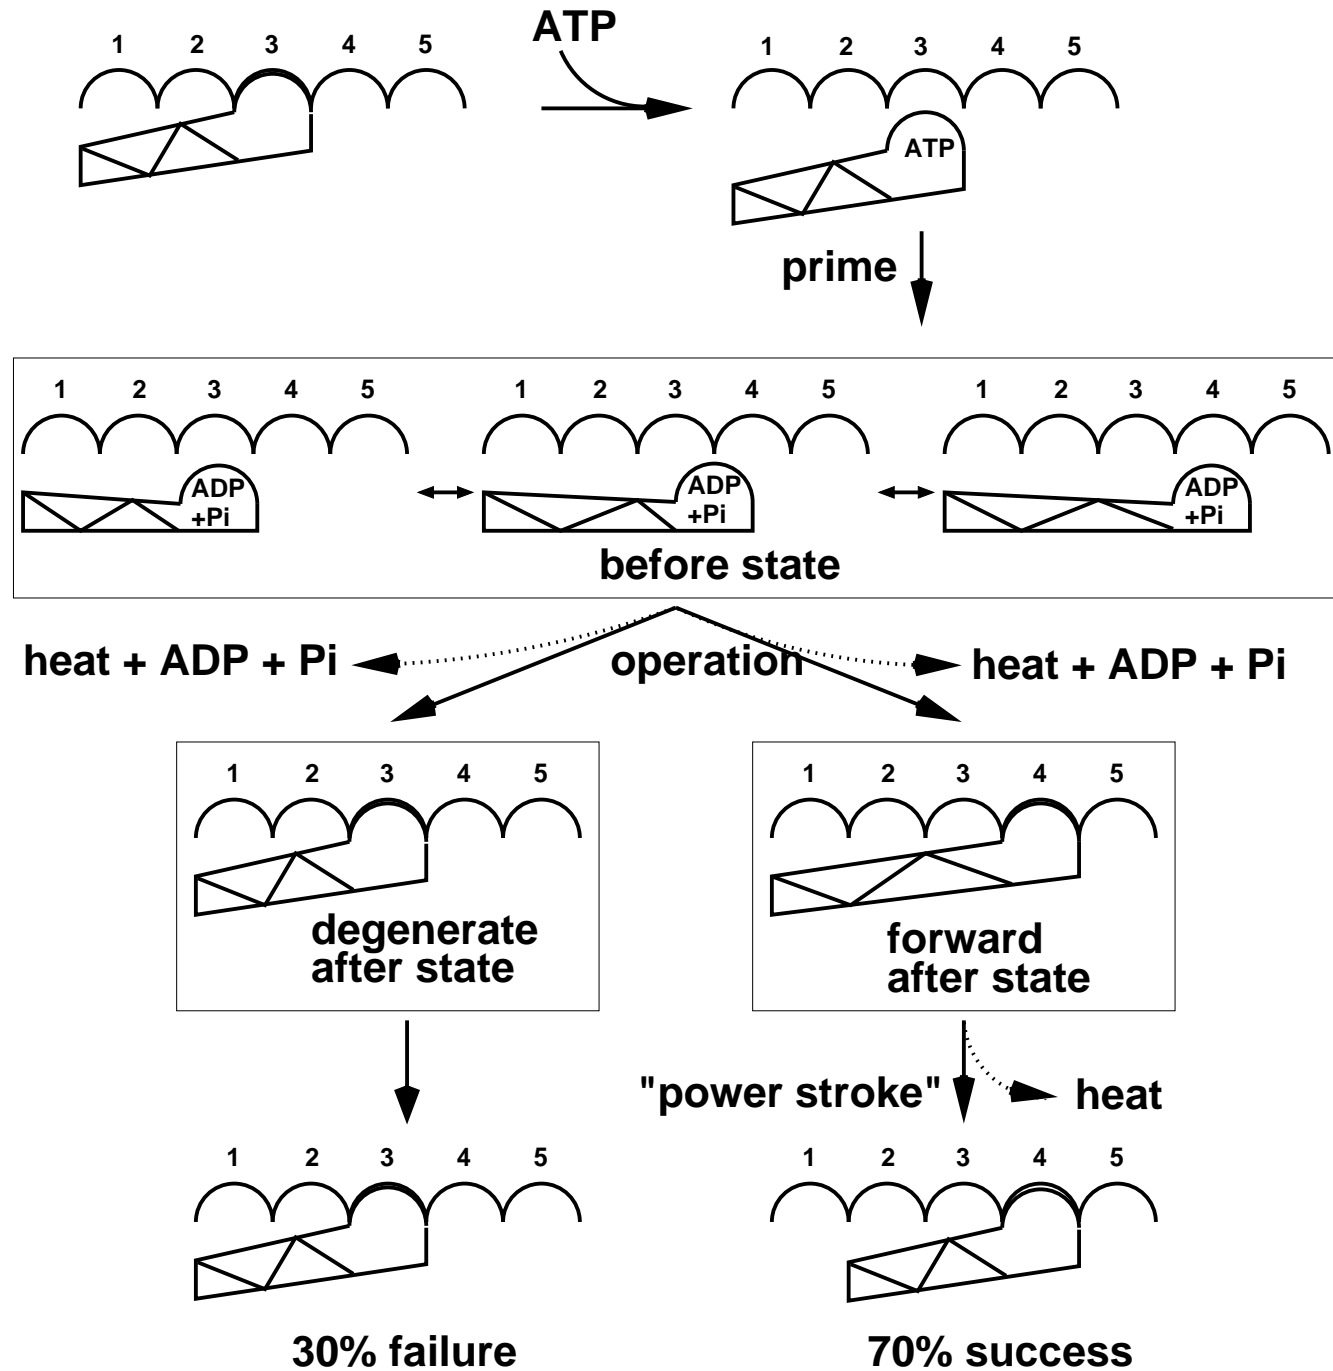 ATP
1 2 3 4 5
1 2 3 4 5
ATP
prime
1 2 3 4 5
1 2 3 4 5
1 2 3 4 5
ADP
+Pi
ADP
+Pi
ADP
+Pi
before state
heat + ADP + Pi
operation
heat + ADP + Pi
1 2 3 4 5
degenerate
after state
1 2 3 4 5
forward
after state
"power stroke"
heat
1 2 3 4 5
1 2 3 4 5
30% failure
70% success